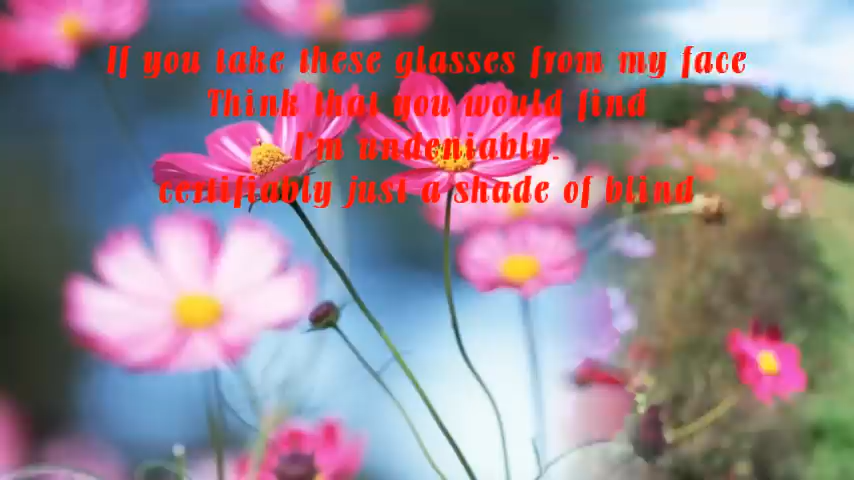 If you take these glasses from my face
Think that you would find
I'm undeniably.
certifiably just a shade of blind